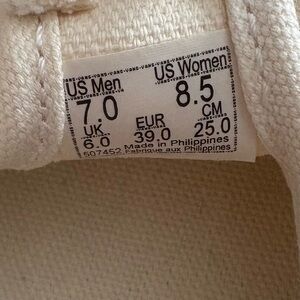 US Men US Women
7.0 8.5
UK EUR CM
6.0 39.0 25.0
Made in Philippines
507452 Fabrique aux Philippines